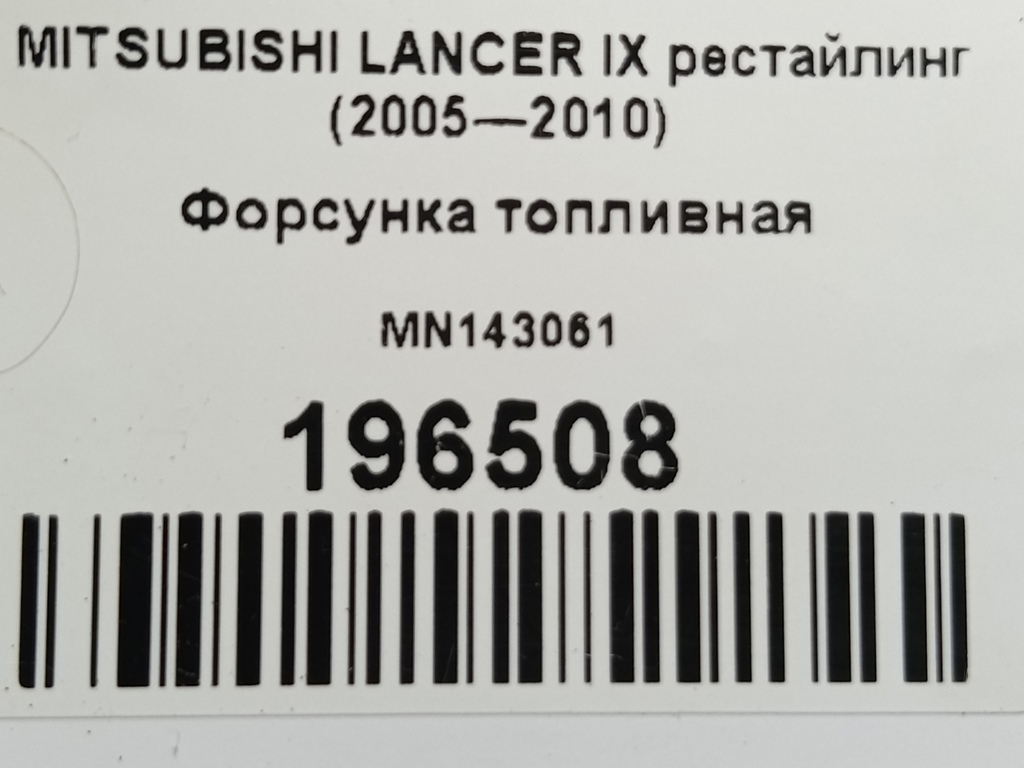 MITSUBISHI LANCER IX рестайлинг
(2005—2010)
Форсунка топливная
MN143061
196508